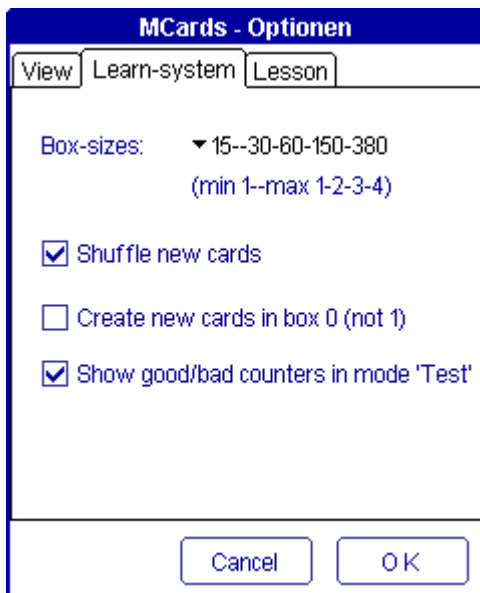 MCards - Optionen
View Learn-system Lesson
Box-sizes: 15--30-60-150-380
(min 1--max 1-2-3-4)
Shuffle new cards
Create new cards in box 0 (not 1)
Show good/bad counters in mode 'Test'
Cancel OK